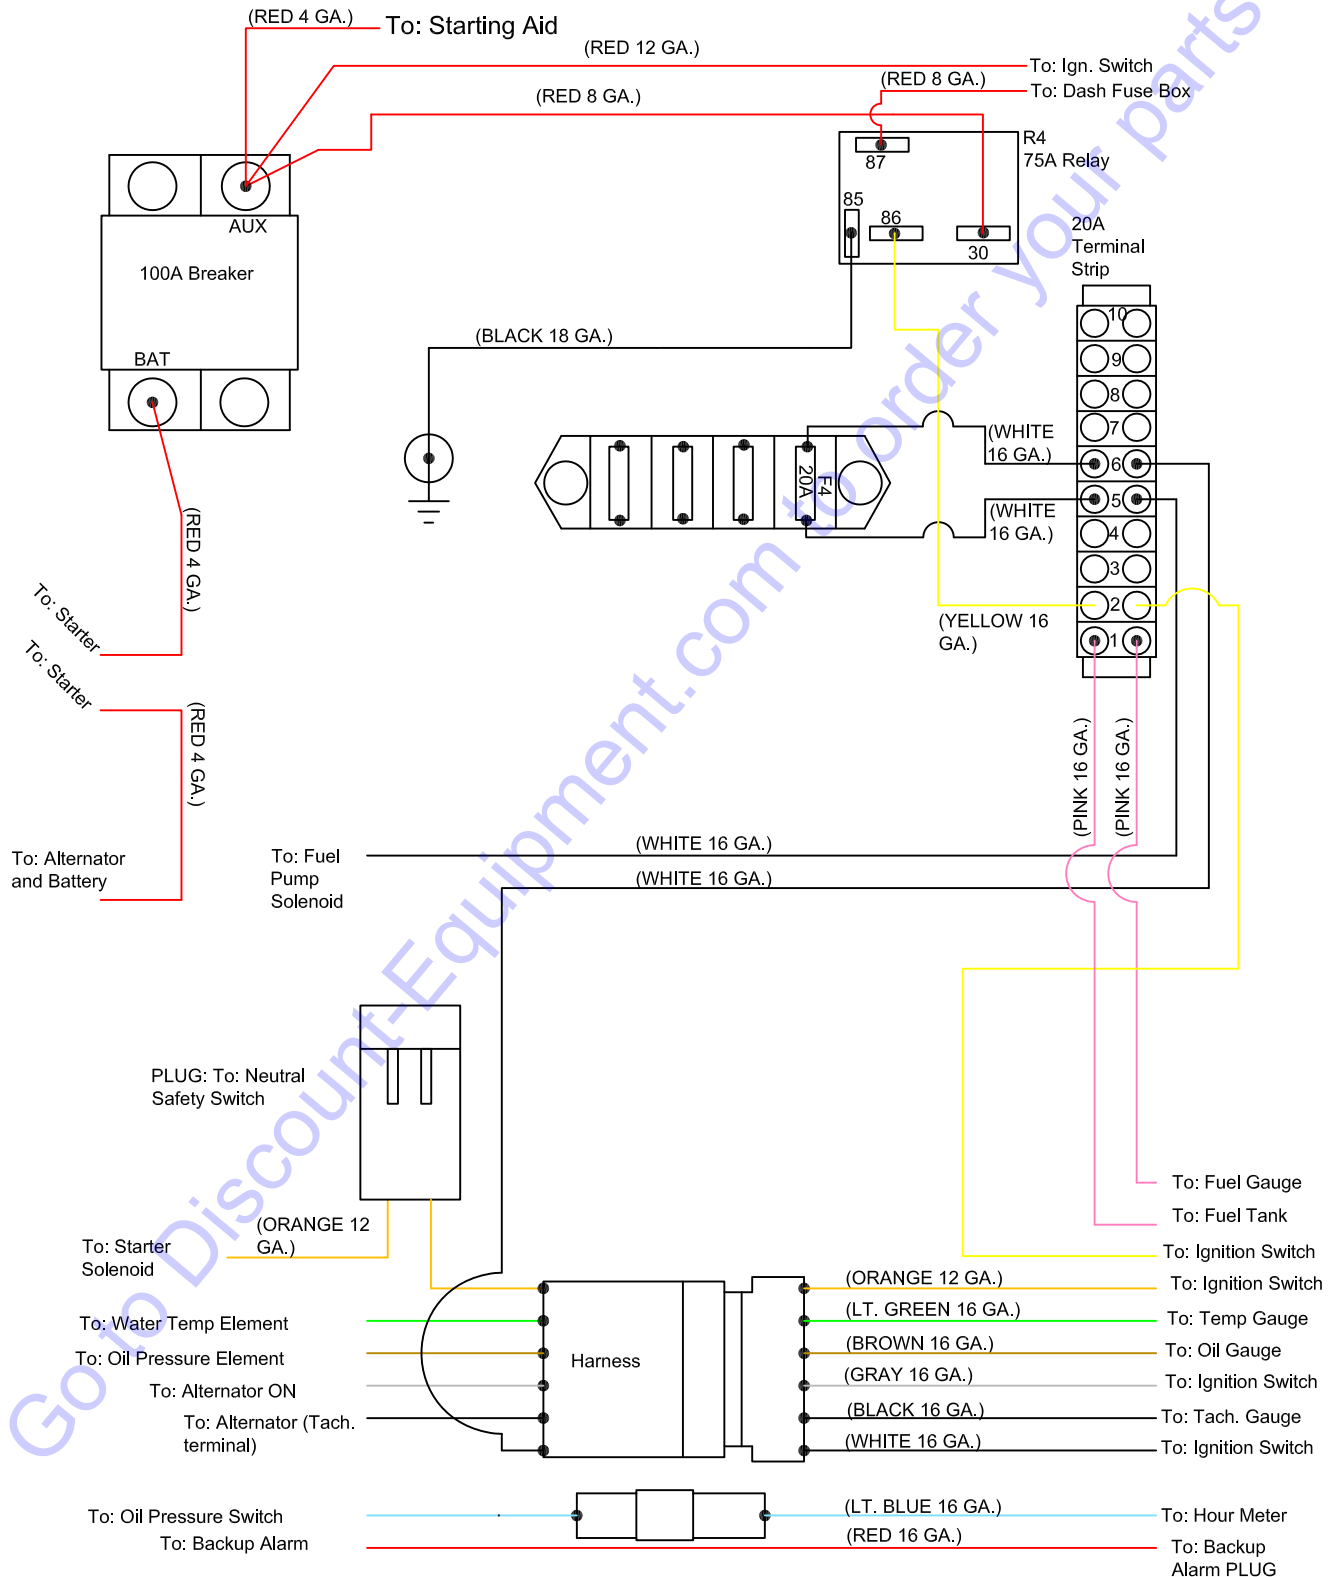 (RED 4 GA.)
To: Starting Aid
(RED 12 GA.)
To: Ign. Switch
(RED 8 GA.)
To: Dash Fuse Box
(RED 8 GA.)
R4
75A Relay
87
85
86
30
AUX
100A Breaker
BAT
20A
Terminal
Strip
10
9
8
7
6
5
4
3
2
1
(BLACK 18 GA.)
(WHITE
16 GA.)
F4
20A
(WHITE
16 GA.)
(RED 4 GA.)
To: Starter
To: Starter
(YELLOW 16
GA.)
(RED 4 GA.)
(PINK 16 GA.)
(PINK 16 GA.)
To: Alternator
and Battery
To: Fuel
Pump
Solenoid
(WHITE 16 GA.)
(WHITE 16 GA.)
PLUG: To: Neutral
Safety Switch
To: Fuel Gauge
To: Fuel Tank
(ORANGE 12
GA.)
To: Starter
Solenoid
To: Ignition Switch
(ORANGE 12 GA.)
To: Ignition Switch
To: Water Temp Element
(LT. GREEN 16 GA.)
To: Temp Gauge
To: Oil Pressure Element
Harness
(BROWN 16 GA.)
To: Oil Gauge
To: Alternator ON
(GRAY 16 GA.)
To: Ignition Switch
To: Alternator (Tach.
terminal)
(BLACK 16 GA.)
To: Tach. Gauge
(WHITE 16 GA.)
To: Ignition Switch
To: Oil Pressure Switch
(LT. BLUE 16 GA.)
To: Hour Meter
To: Backup Alarm
(RED 16 GA.)
To: Backup
Alarm PLUG
Go to Discount-Equipment.com to order your parts